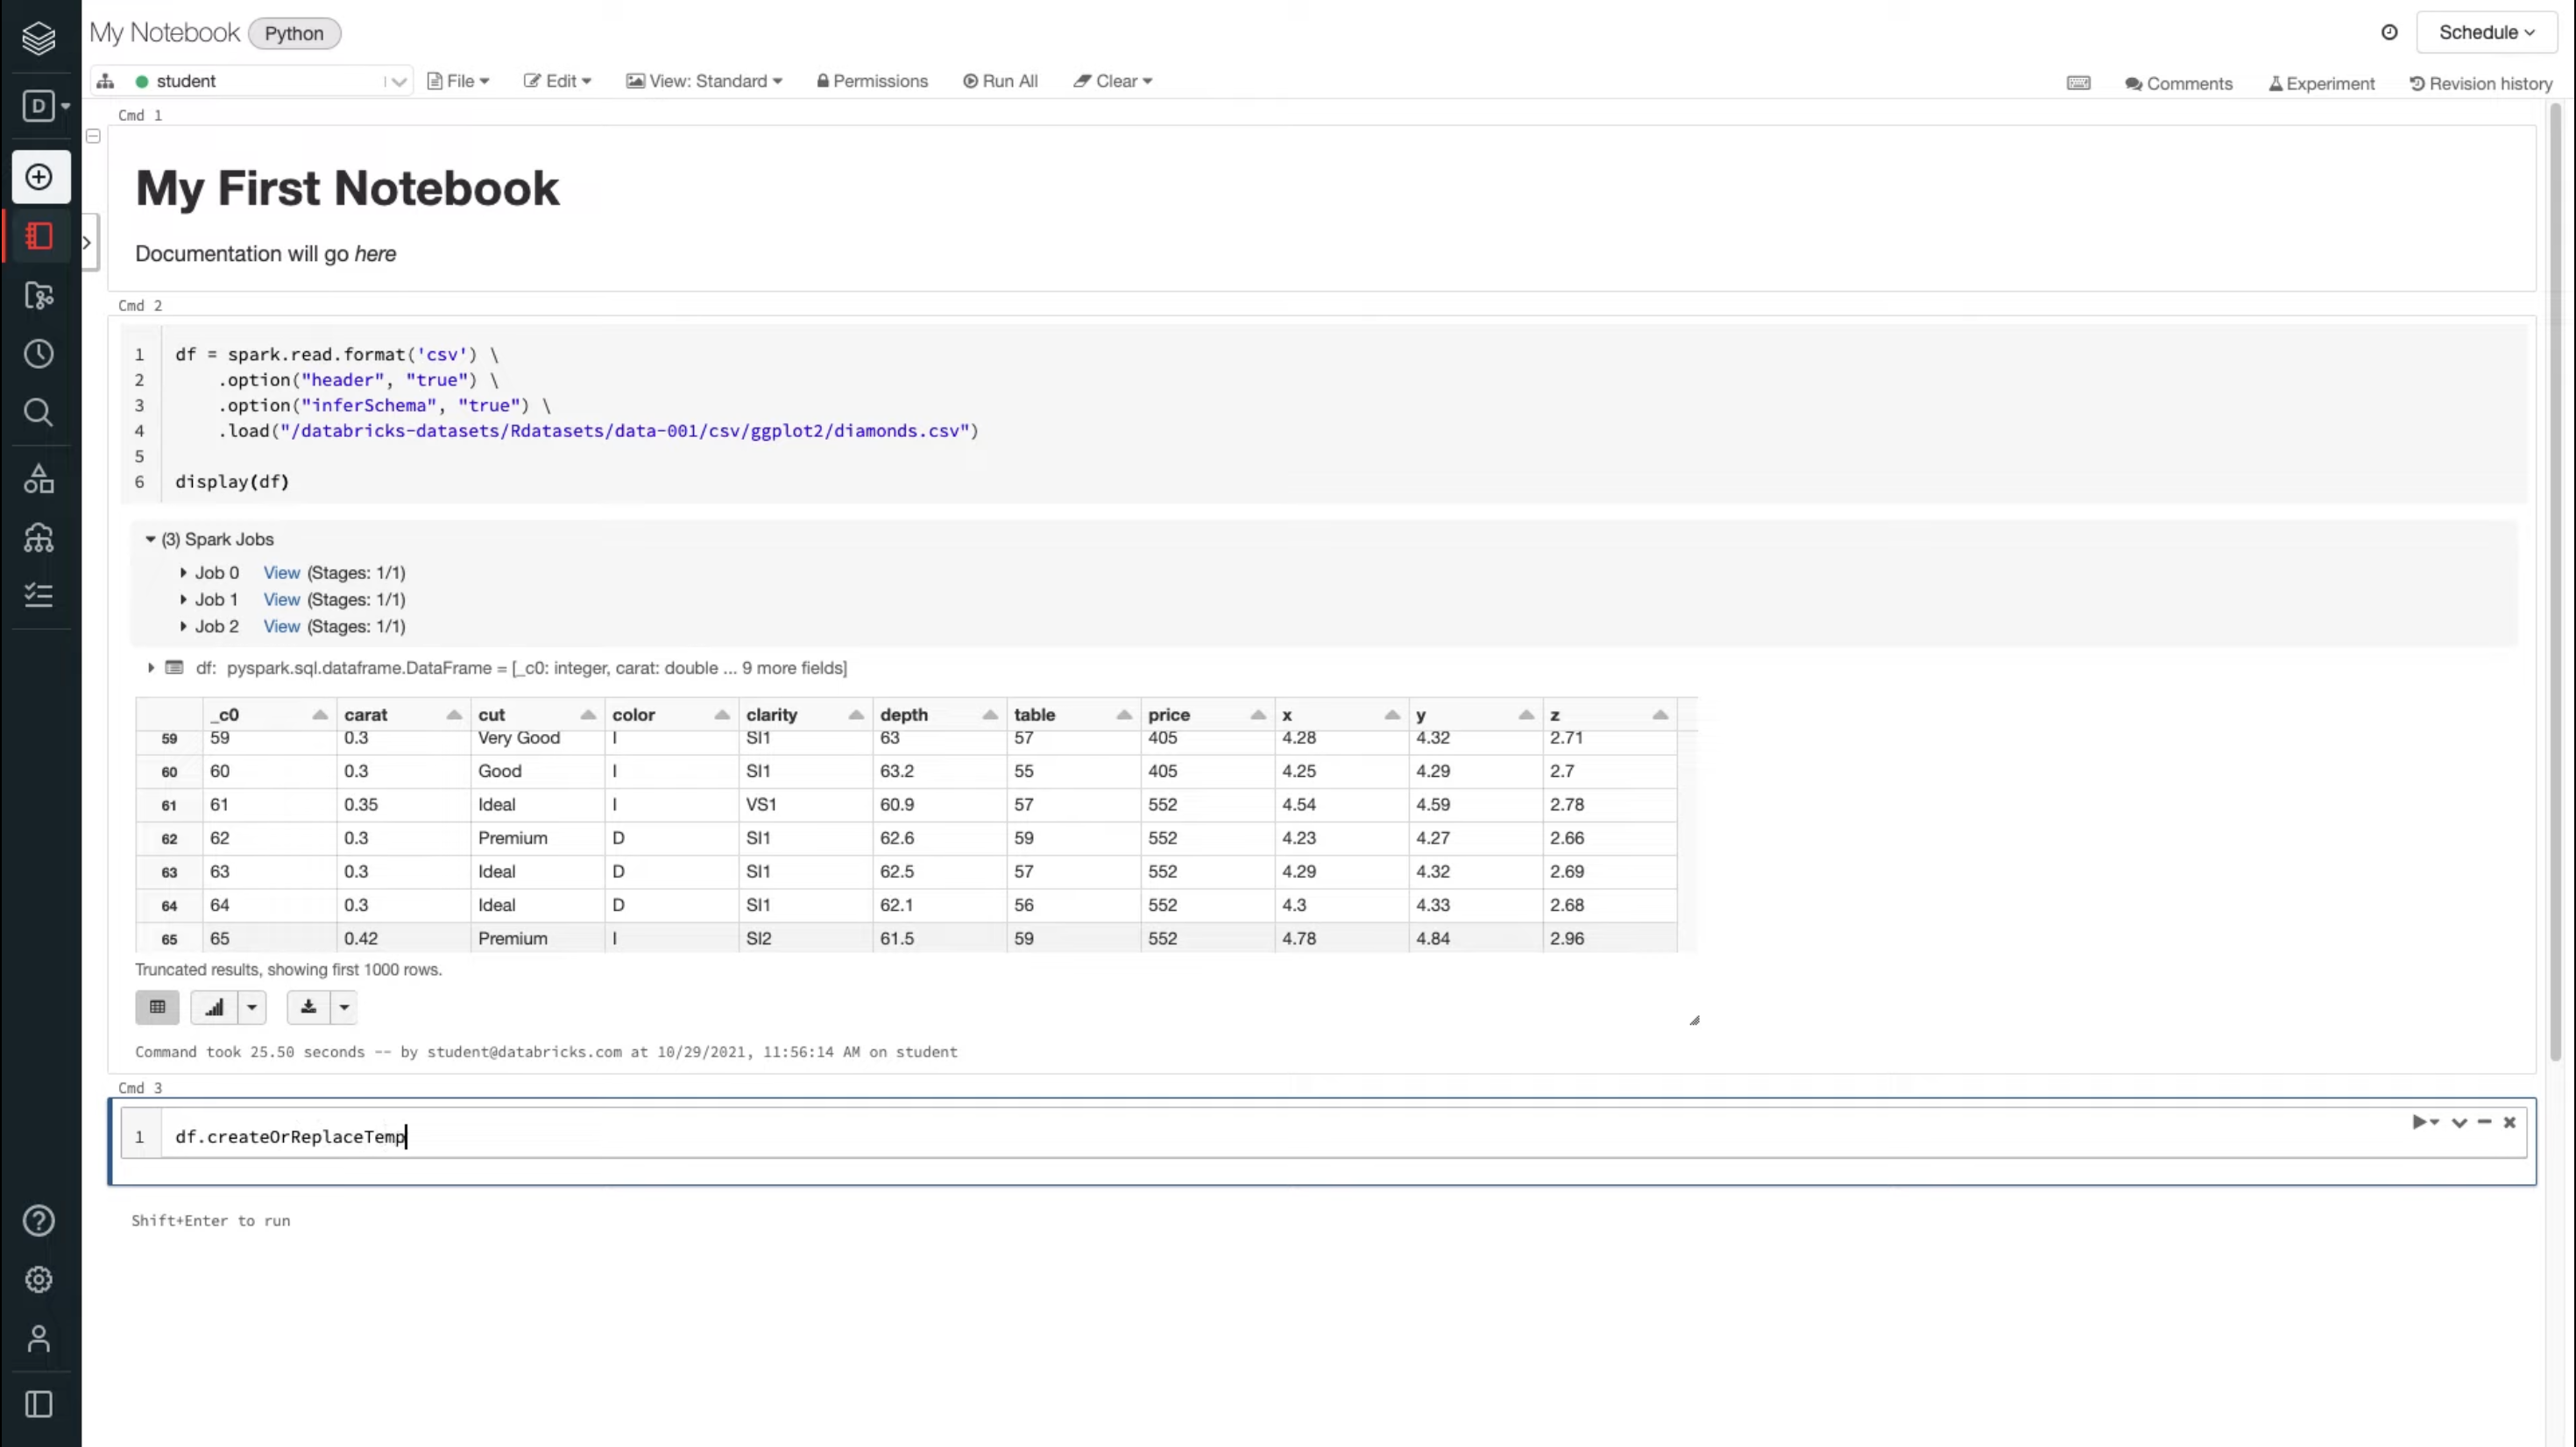 My Notebook Python
Schedule
D
student File Edit View: Standard Permissions Run All Clear Comments Experiment Revision history
Cmd 1
My First Notebook
Documentation will go here
Cmd 2
1 df = spark.read.format('csv') \
2 .option("header", "true") \
3 .option("inferSchema", "true") \
4 .load("/databricks-datasets/Rdatasets/data-001/csv/ggplot2/diamonds.csv")
5
6 display(df)
(3) Spark Jobs
Job 0 View (Stages: 1/1)
Job 1 View (Stages: 1/1)
Job 2 View (Stages: 1/1)
df: pyspark.sql.dataframe.DataFrame = [_c0: integer, carat: double ... 9 more fields]
_c0 carat cut color clarity depth table price x y z
59 59 0.3 Very Good I SI1 63 57 405 4.28 4.32 2.71
60 60 0.3 Good I SI1 63.2 55 405 4.25 4.29 2.7
61 61 0.35 Ideal I VS1 60.9 57 552 4.54 4.59 2.78
62 62 0.3 Premium D SI1 62.6 59 552 4.23 4.27 2.66
63 63 0.3 Ideal D SI1 62.5 57 552 4.29 4.32 2.69
64 64 0.3 Ideal D SI1 62.1 56 552 4.3 4.33 2.68
65 65 0.42 Premium I SI2 61.5 59 552 4.78 4.84 2.96
Truncated results, showing first 1000 rows.
Command took 25.50 seconds -- by student@databricks.com at 10/29/2021, 11:56:14 AM on student
Cmd 3
1 df.createOrReplaceTemp
Shift+Enter to run